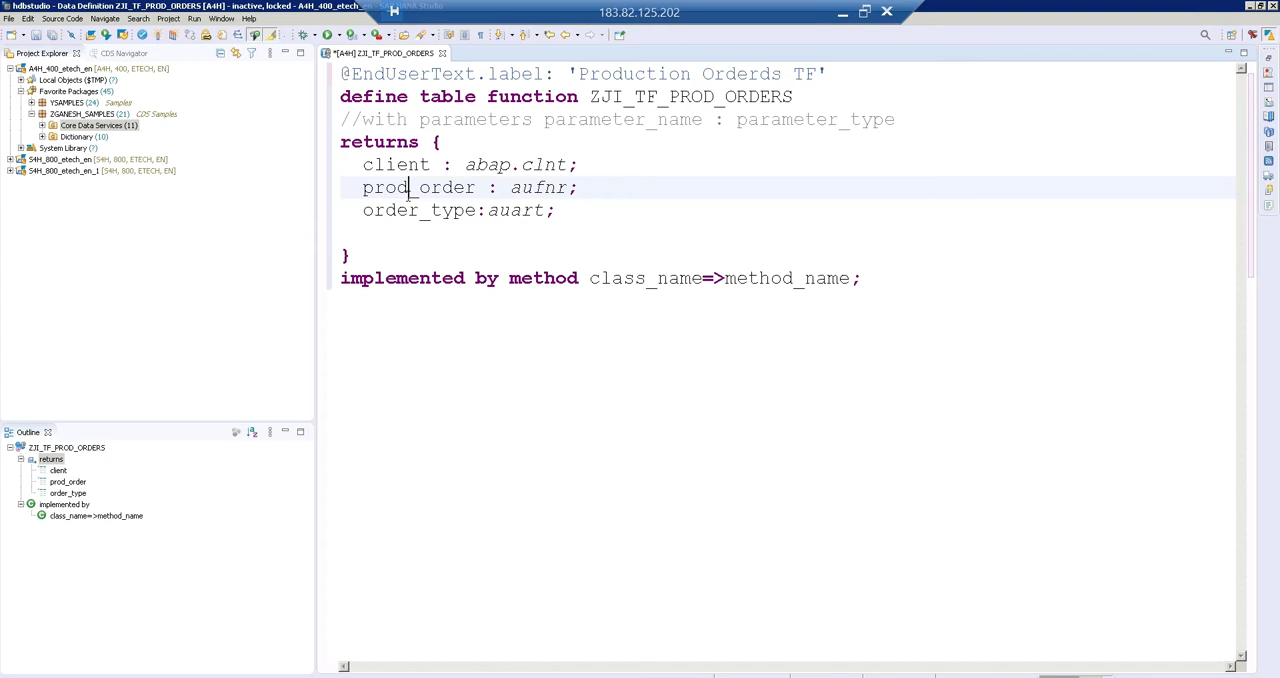 hdbstudio - Data Definition ZJI_TF_PROD_ORDERS [A4H] - inactive, locked - A4H_400_etech_en
183.82.125.202
File Edit Source Code Navigate Search Project Run Window Help
Project Explorer CDS Navigator
A4H_400_etech_en [A4H, 400, ETECH, EN]
Local Objects ($TMP) (?)
Favorite Packages (45)
YSAMPLES (24) Samples
ZGANESH_SAMPLES (21) CDS Samples
Core Data Services (11)
Dictionary (10)
System Library (?)
S4H_800_etech_en [S4H, 800, ETECH, EN]
S4H_800_etech_en_1 [S4H, 800, ETECH, EN]
*[A4H] ZJI_TF_PROD_ORDERS
@EndUserText.label: 'Production Orderds TF'
define table function ZJI_TF_PROD_ORDERS
//with parameters parameter_name : parameter_type
returns {
client : abap.clnt;
prod_order : aufnr;
order_type:auart;
}
implemented by method class_name=>method_name;
Outline
ZJI_TF_PROD_ORDERS
returns
client
prod_order
order_type
implemented by
class_name=>method_name